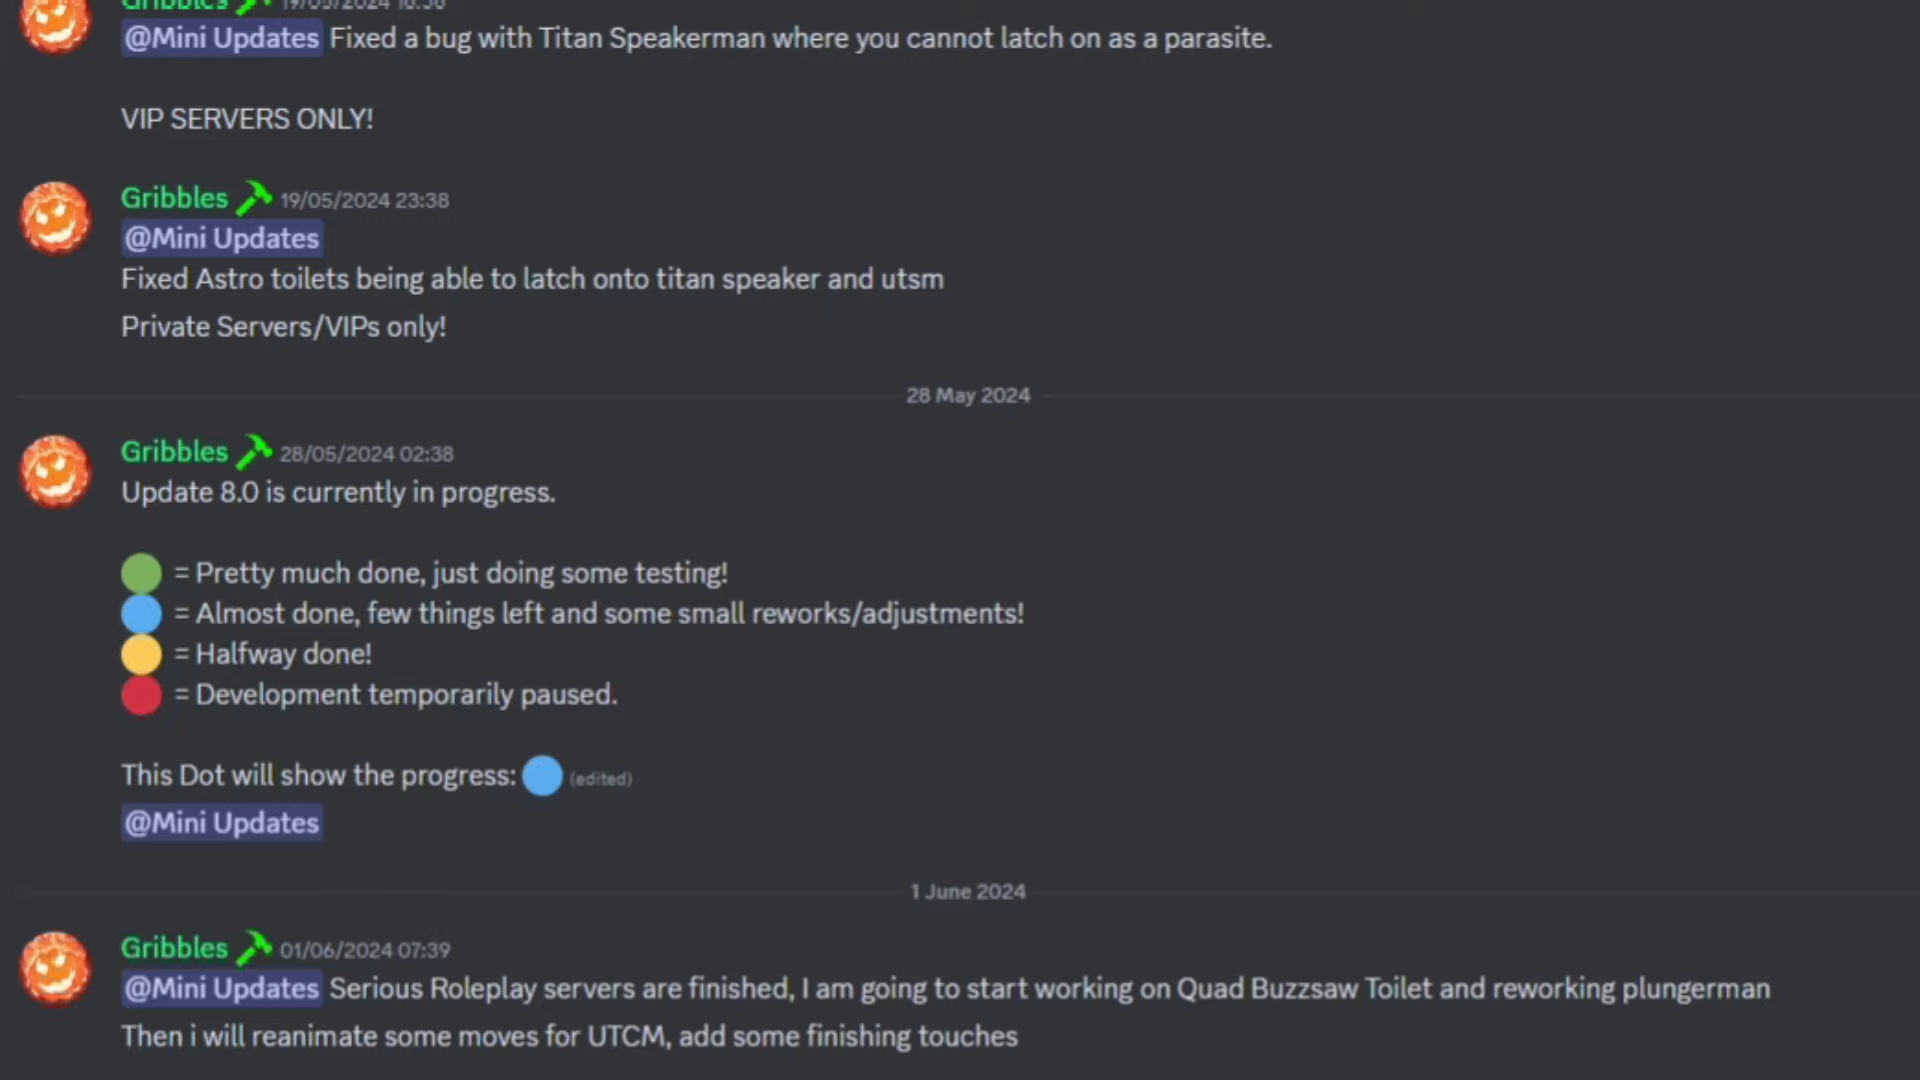 Gribbles 19/05/2024 18:38
@Mini Updates Fixed a bug with Titan Speakerman where you cannot latch on as a parasite.
VIP SERVERS ONLY!
Gribbles 19/05/2024 23:38
@Mini Updates
Fixed Astro toilets being able to latch onto titan speaker and utsm
Private Servers/VIPs only!
28 May 2024
Gribbles 28/05/2024 02:38
Update 8.0 is currently in progress.
= Pretty much done, just doing some testing!
= Almost done, few things left and some small reworks/adjustments!
= Halfway done!
= Development temporarily paused.
This Dot will show the progress: (edited)
@Mini Updates
1 June 2024
Gribbles 01/06/2024 07:39
@Mini Updates Serious Roleplay servers are finished, I am going to start working on Quad Buzzsaw Toilet and reworking plungerman
Then i will reanimate some moves for UTCM, add some finishing touches